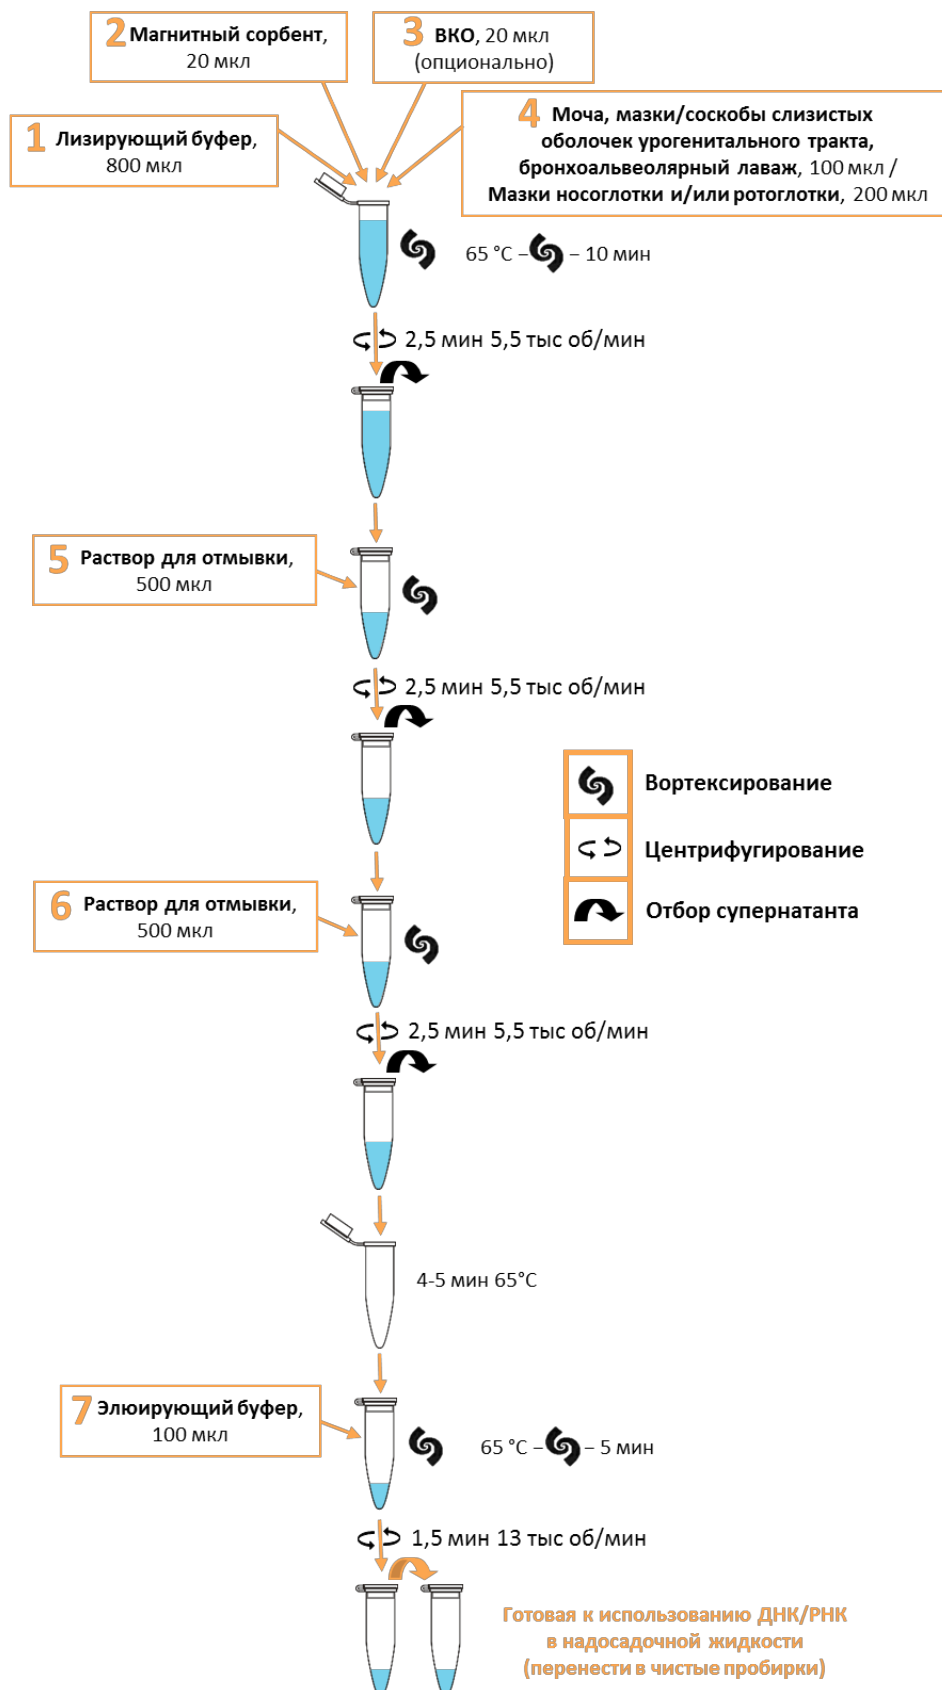 2 Магнитный сорбент,
20 мкл
3 ВКО, 20 мкл
(опционально)
1 Лизирующий буфер,
800 мкл
4 Моча, мазки/соскобы слизистых
оболочек урогенитального тракта,
бронхоальвеолярный лаваж, 100 мкл /
Мазки носоглотки и/или ротоглотки, 200 мкл
65 °C – – 10 мин
2,5 мин 5,5 тыс об/мин
5 Раствор для отмывки,
500 мкл
2,5 мин 5,5 тыс об/мин
Вортексирование
Центрифугирование
Отбор супернатанта
6 Раствор для отмывки,
500 мкл
2,5 мин 5,5 тыс об/мин
4-5 мин 65°C
7 Элюирующий буфер,
100 мкл
65 °C – – 5 мин
1,5 мин 13 тыс об/мин
Готовая к использованию ДНК/РНК
в надосадочной жидкости
(перенести в чистые пробирки)